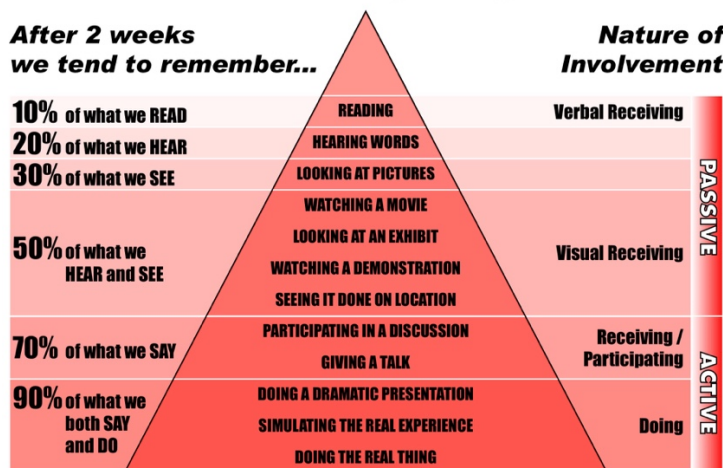 After 2 weeks
we tend to remember...
Nature of
Involvement
10% of what we READ
READING
Verbal Receiving
20% of what we HEAR
HEARING WORDS
30% of what we SEE
LOOKING AT PICTURES
50% of what we
HEAR and SEE
WATCHING A MOVIE
LOOKING AT AN EXHIBIT
WATCHING A DEMONSTRATION
SEEING IT DONE ON LOCATION
Visual Receiving
PASSIVE
70% of what we SAY
PARTICIPATING IN A DISCUSSION
GIVING A TALK
Receiving /
Participating
90% of what we
both SAY
and DO
DOING A DRAMATIC PRESENTATION
SIMULATING THE REAL EXPERIENCE
DOING THE REAL THING
Doing
ACTIVE